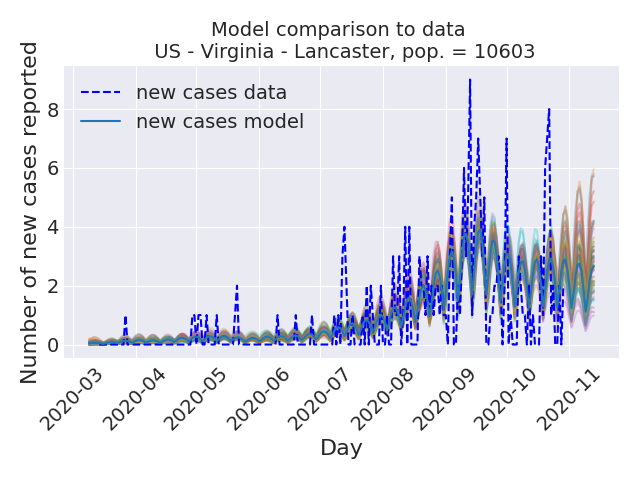 Model comparison to data
US - Virginia - Lancaster, pop. = 10603
Number of new cases reported
new cases data
new cases model
8
6
4
2
0
2020-03
2020-04
2020-05
2020-06
2020-07
2020-08
2020-09
2020-10
2020-11
Day